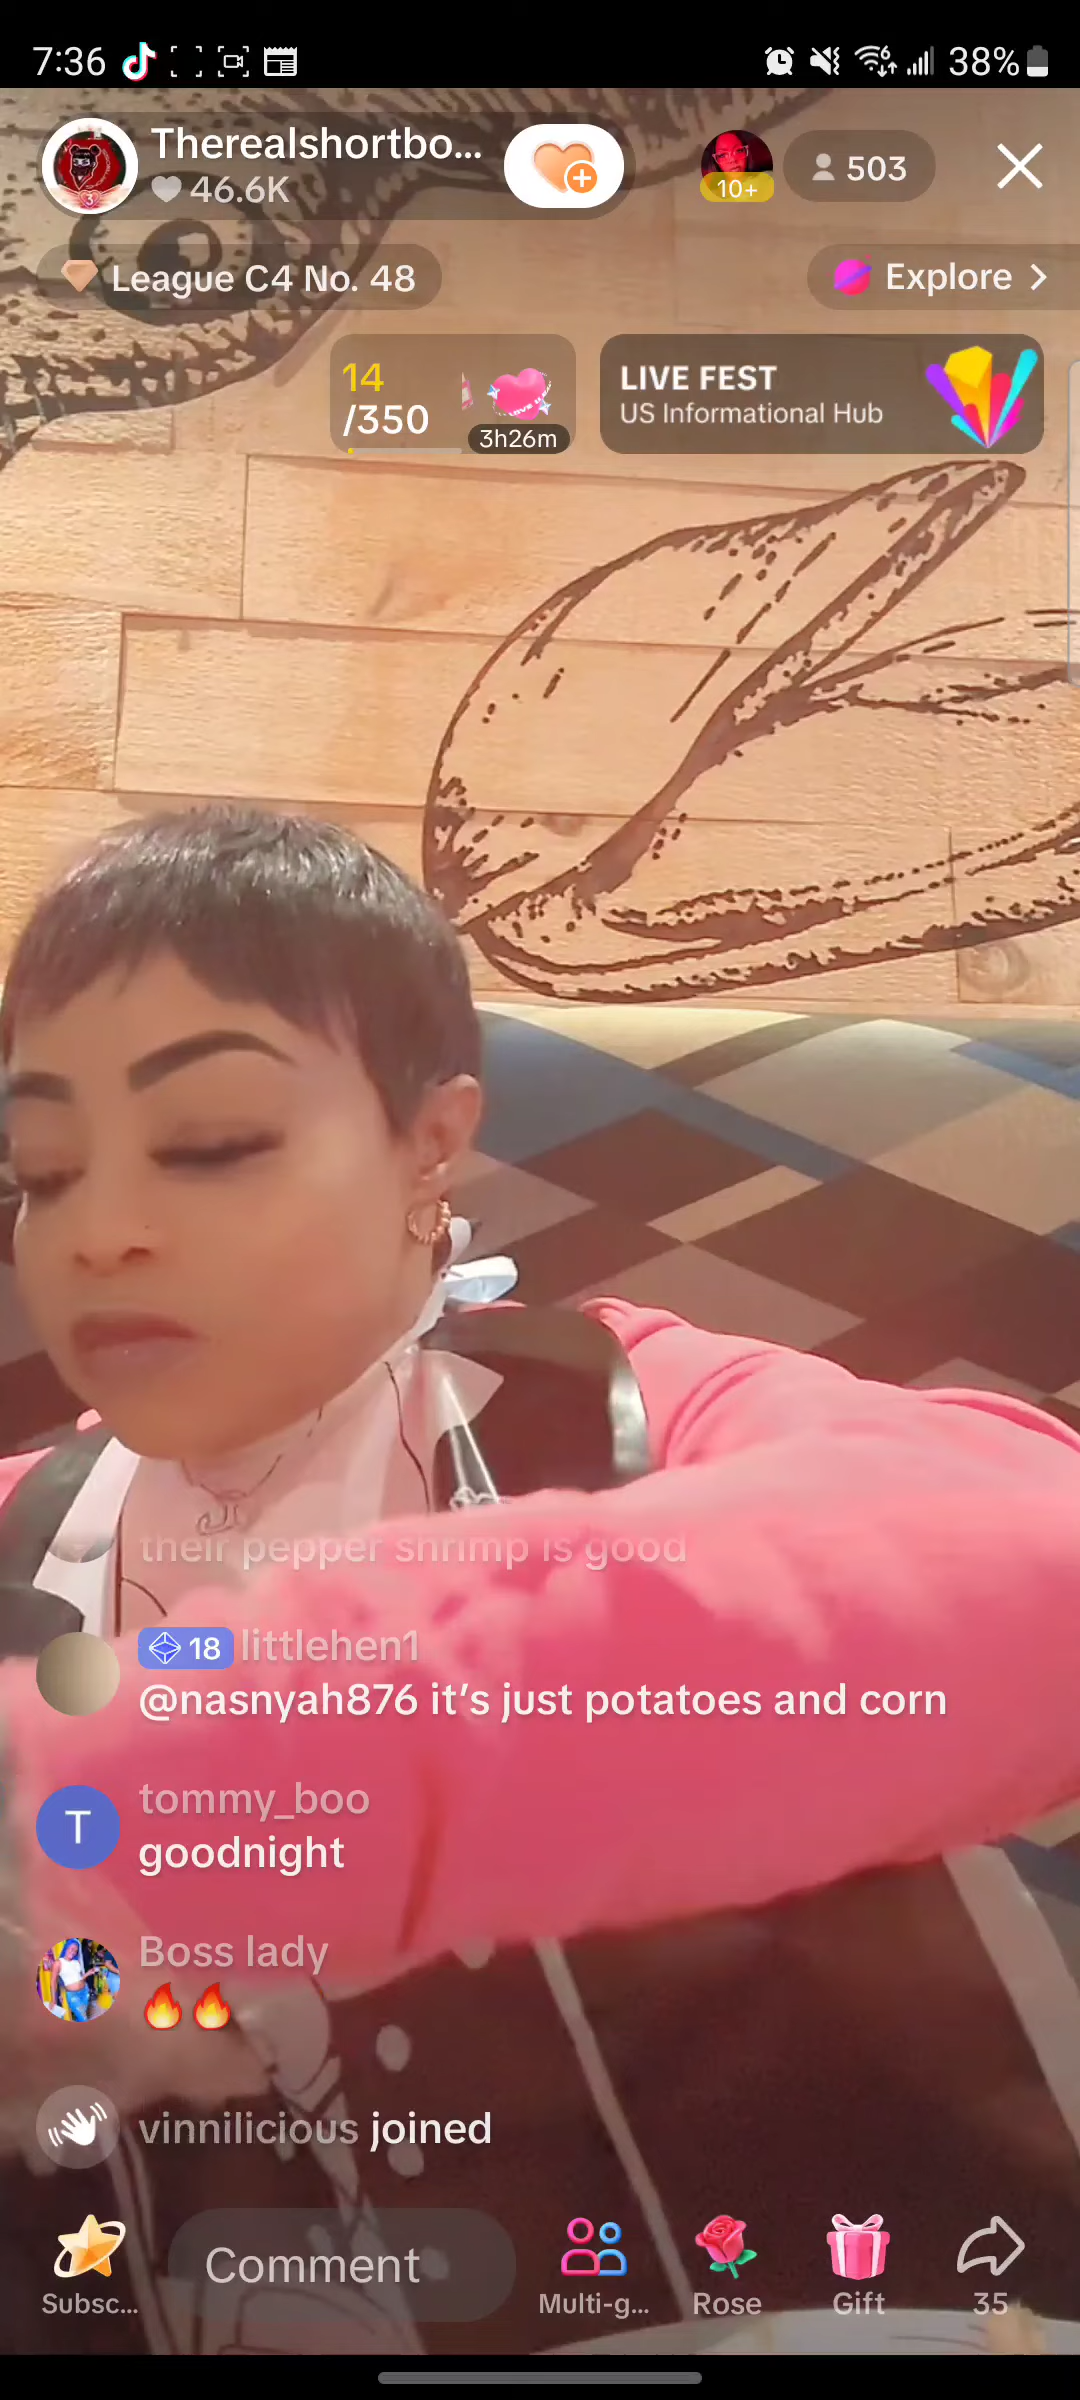 7:36
38%
Therealshortbo...
46.6K
10+
503
League C4 No. 48
Explore
14
/350
3h26m
LIVE FEST
US Informational Hub
their pepper shrimp is good
18 littlehen1
@nasnyah876 it's just potatoes and corn
T
tommy_boo
goodnight
Boss lady
🔥🔥
vinnilicious joined
Subsc...
Comment
Multi-g...
Rose
Gift
35